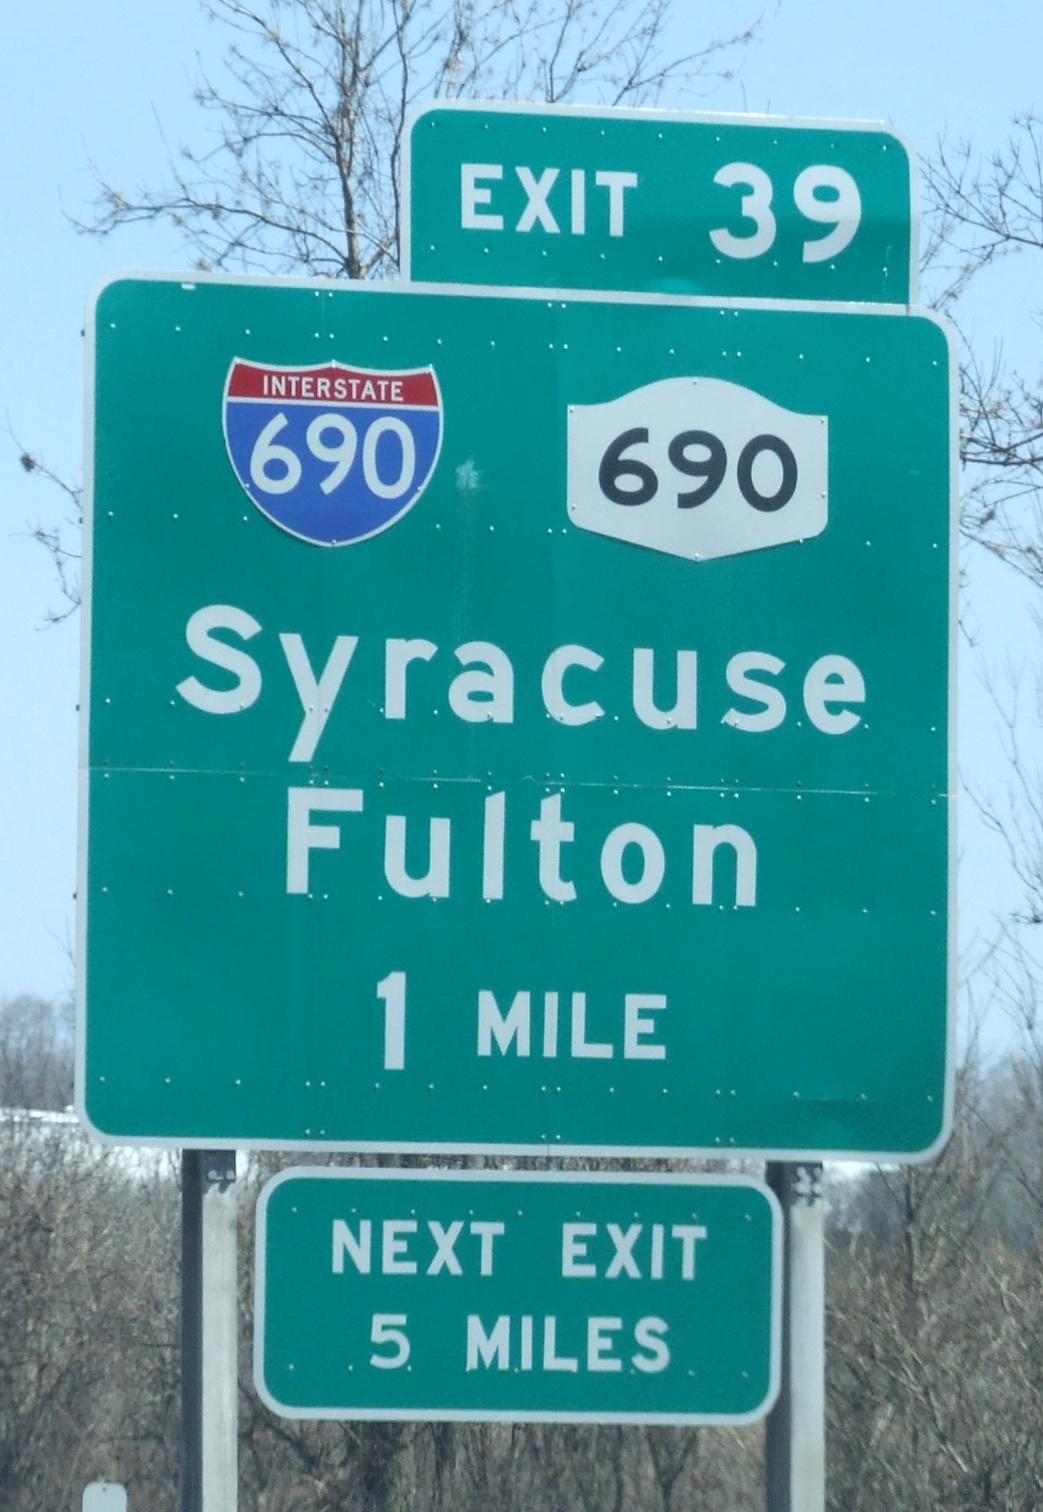 EXIT 39
INTERSTATE
690
690
Syracuse
Fulton
1 MILE
NEXT EXIT
5 MILES